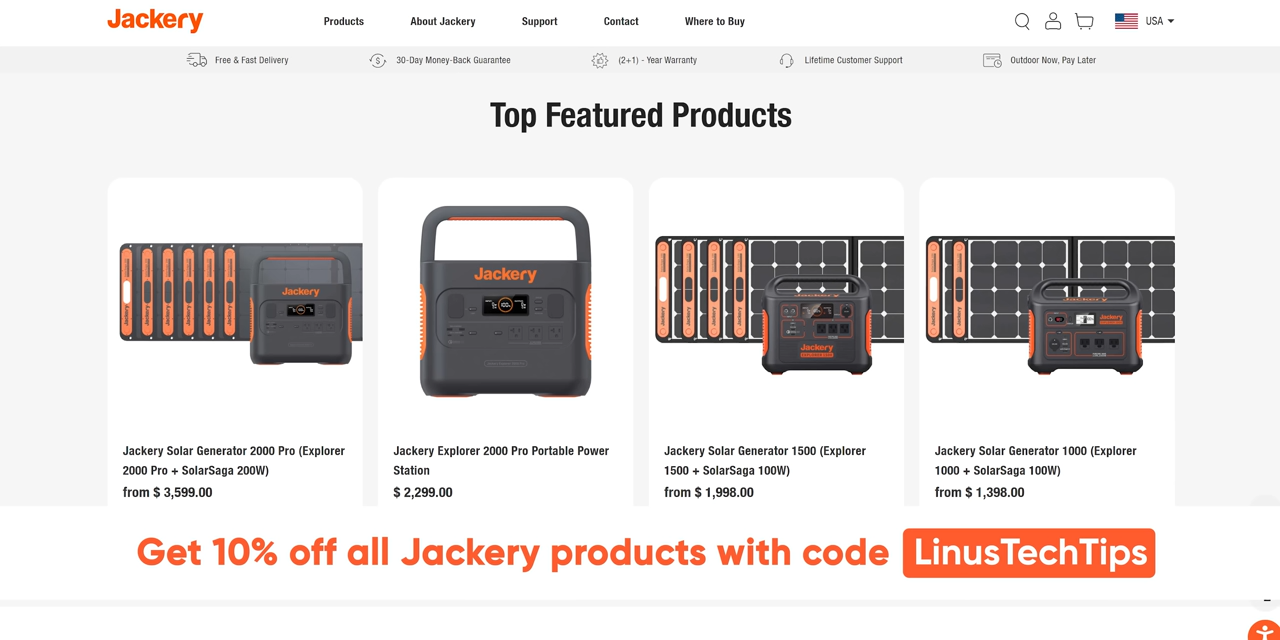 Jackery
Products
About Jackery
Support
Contact
Where to Buy
USA
Free & Fast Delivery
30-Day Money-Back Guarantee
(2+1) - Year Warranty
Lifetime Customer Support
Outdoor Now, Pay Later
Top Featured Products
Jackery
Jackery
Jackery
Jackery
Jackery Solar Generator 2000 Pro (Explorer
2000 Pro + SolarSaga 200W)
from $ 3,599.00
Jackery Explorer 2000 Pro Portable Power
Station
$ 2,299.00
Jackery Solar Generator 1500 (Explorer
1500 + SolarSaga 100W)
from $ 1,998.00
Jackery Solar Generator 1000 (Explorer
1000 + SolarSaga 100W)
from $ 1,398.00
Get 10% off all Jackery products with code LinusTechTips